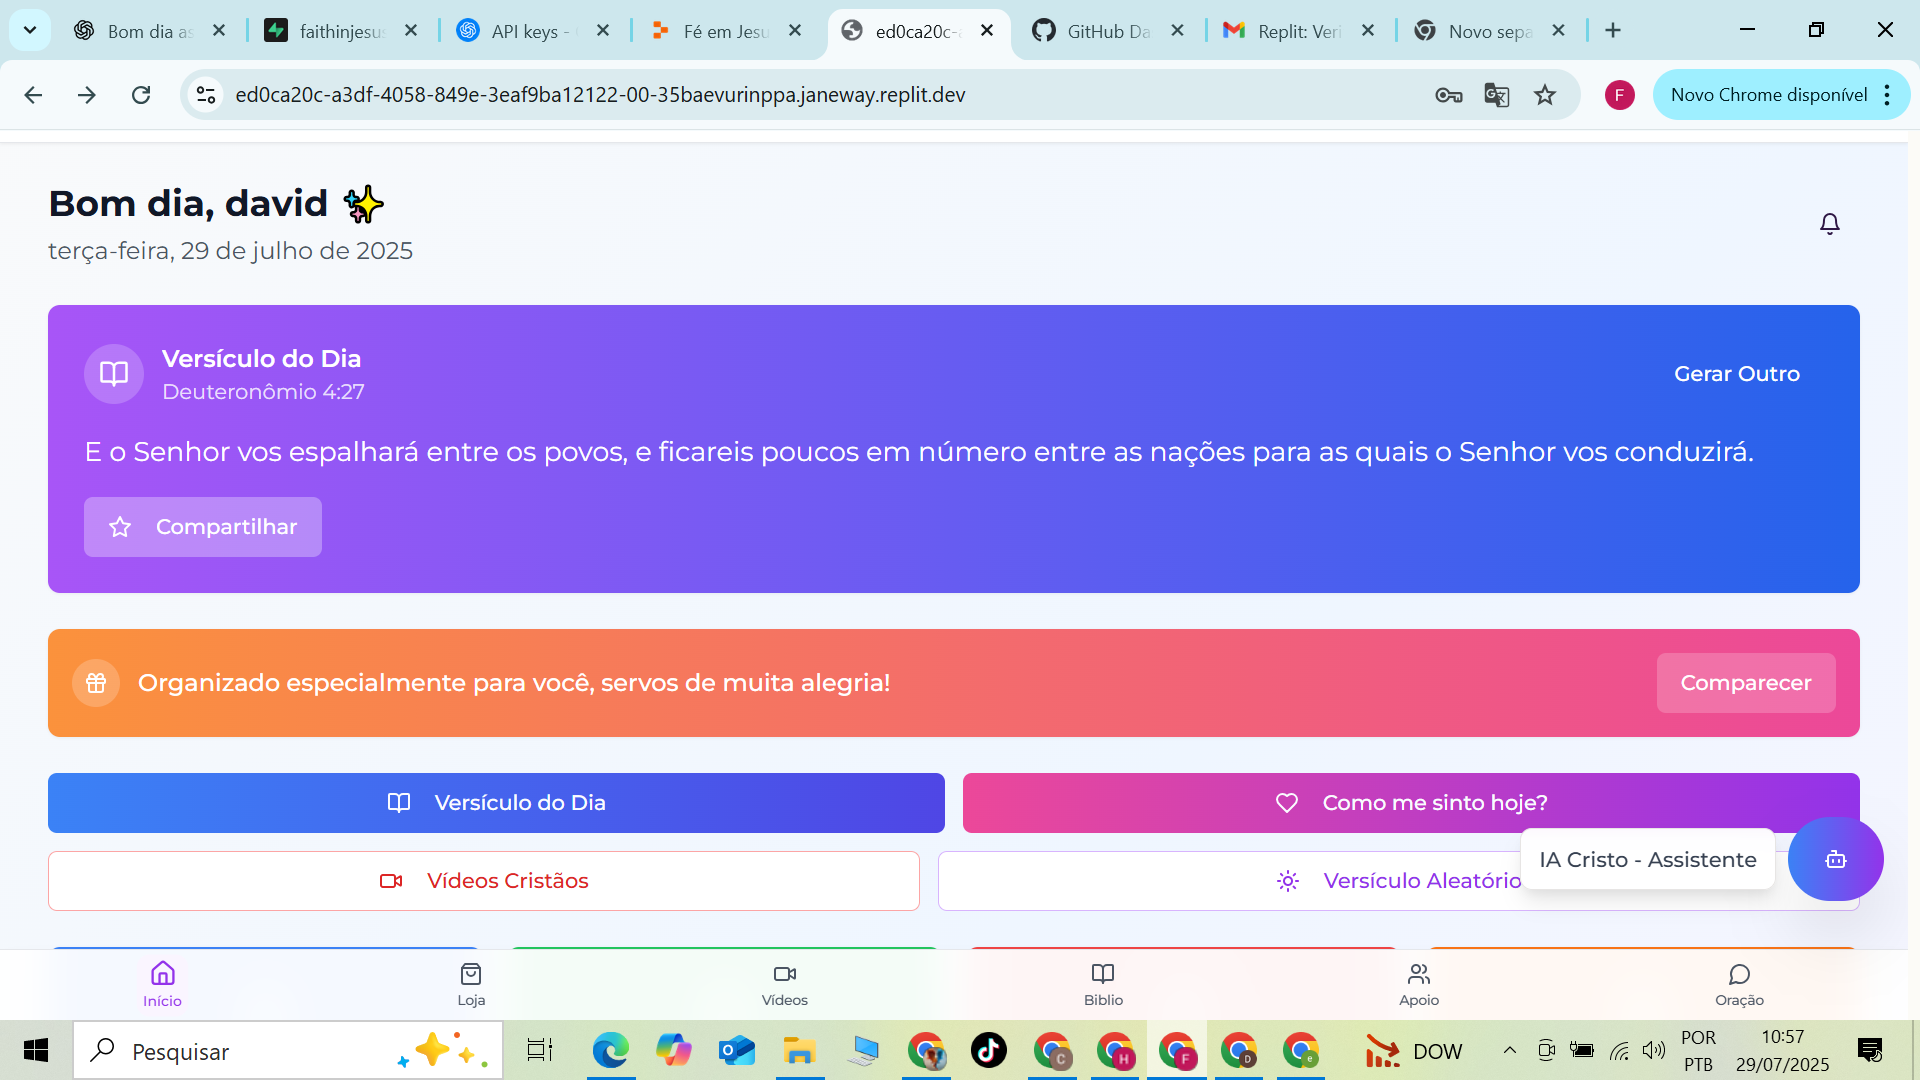 Bom dia as
faithinjesus
API keys -
Fé em Jesu
ed0ca20c-a
GitHub Da
Replit: Veri
Novo sepa
ed0ca20c-a3df-4058-849e-3eaf9ba12122-00-35baevurinppa.janeway.replit.dev
F
Novo Chrome disponível
Bom dia, david
terça-feira, 29 de julho de 2025
Versículo do Dia
Deuteronômio 4:27
Gerar Outro
E o Senhor vos espalhará entre os povos, e ficareis poucos em número entre as nações para as quais o Senhor vos conduzirá.
Compartilhar
Organizado especialmente para você, servos de muita alegria!
Comparecer
Versículo do Dia
Como me sinto hoje?
Vídeos Cristãos
Versículo Aleatório
IA Cristo - Assistente
Início
Loja
Vídeos
Biblio
Apoio
Oração
Pesquisar
C
H
F
D
e
DOW
POR
PTB
10:57
29/07/2025